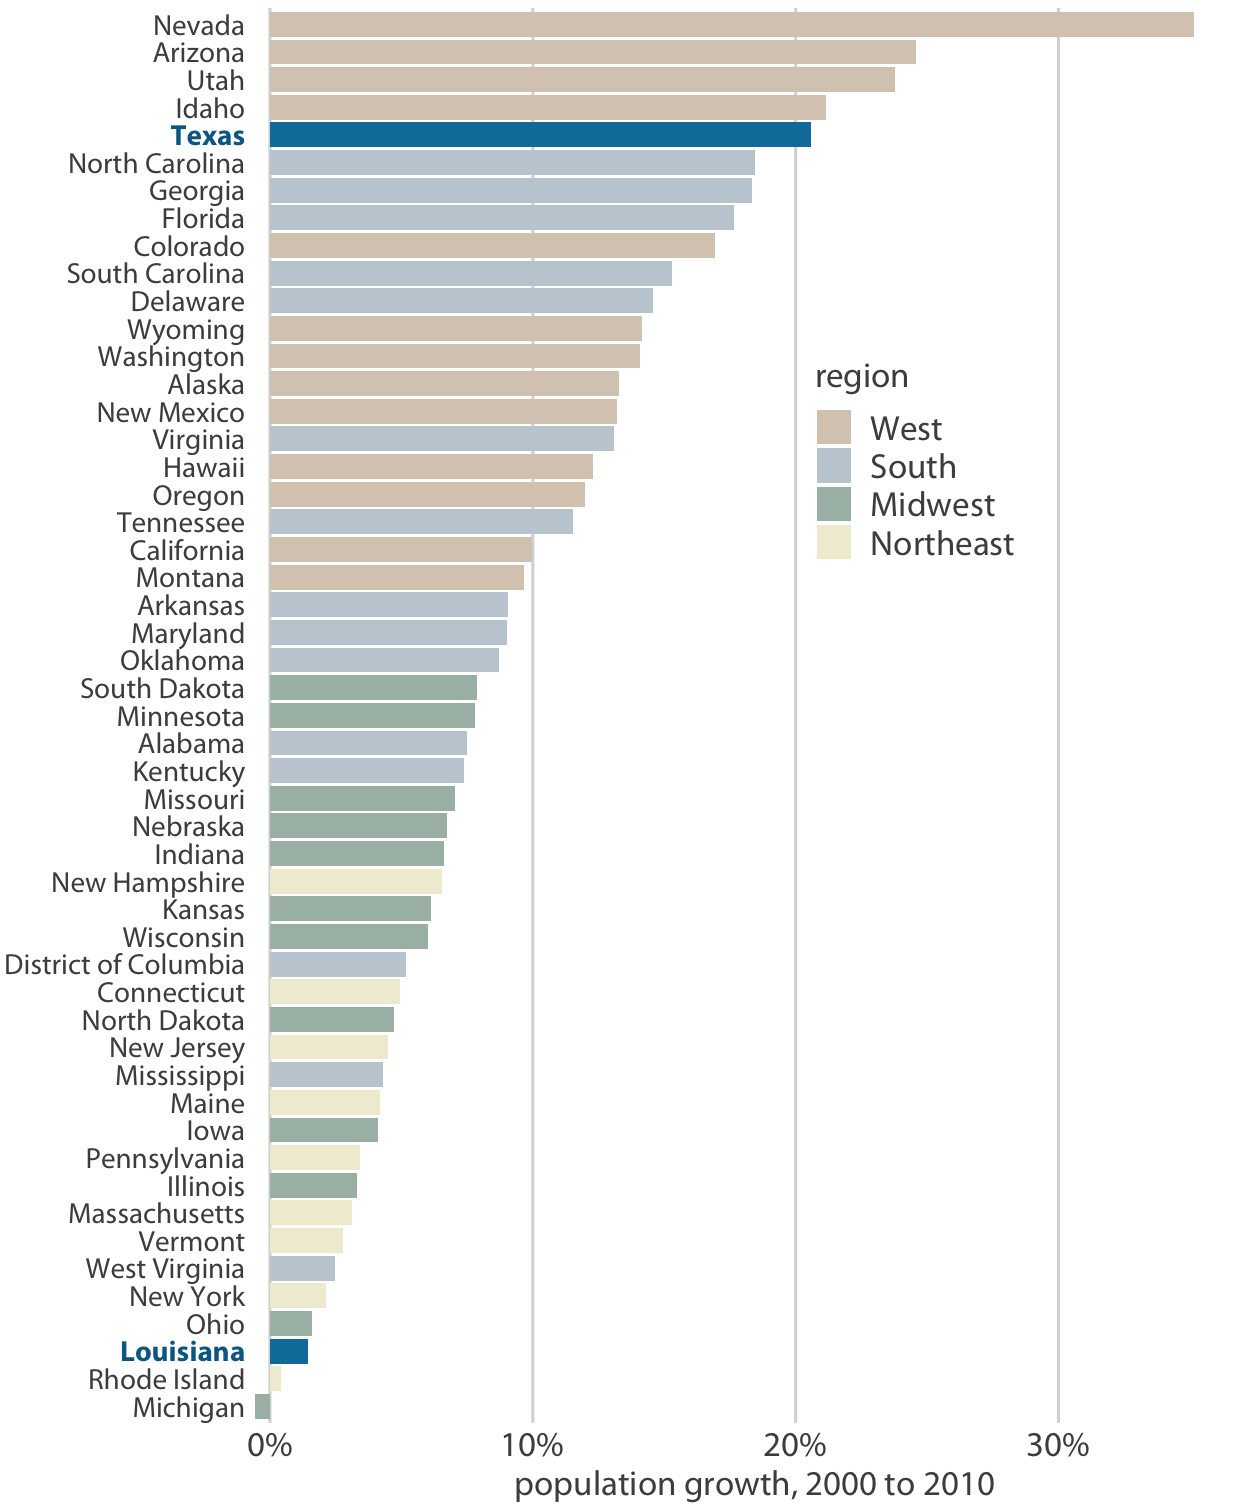 Nevada
Arizona
Utah
Idaho
Texas
North Carolina
Georgia
Florida
Colorado
South Carolina
Delaware
Wyoming
Washington
Alaska
New Mexico
Virginia
Hawaii
Oregon
Tennessee
California
Montana
Arkansas
Maryland
Oklahoma
South Dakota
Minnesota
Alabama
Kentucky
Missouri
Nebraska
Indiana
New Hampshire
Kansas
Wisconsin
District of Columbia
Connecticut
North Dakota
New Jersey
Mississippi
Maine
Iowa
Pennsylvania
Illinois
Massachusetts
Vermont
West Virginia
New York
Ohio
Louisiana
Rhode Island
Michigan
region
West
South
Midwest
Northeast
0% 10% 20% 30%
population growth, 2000 to 2010